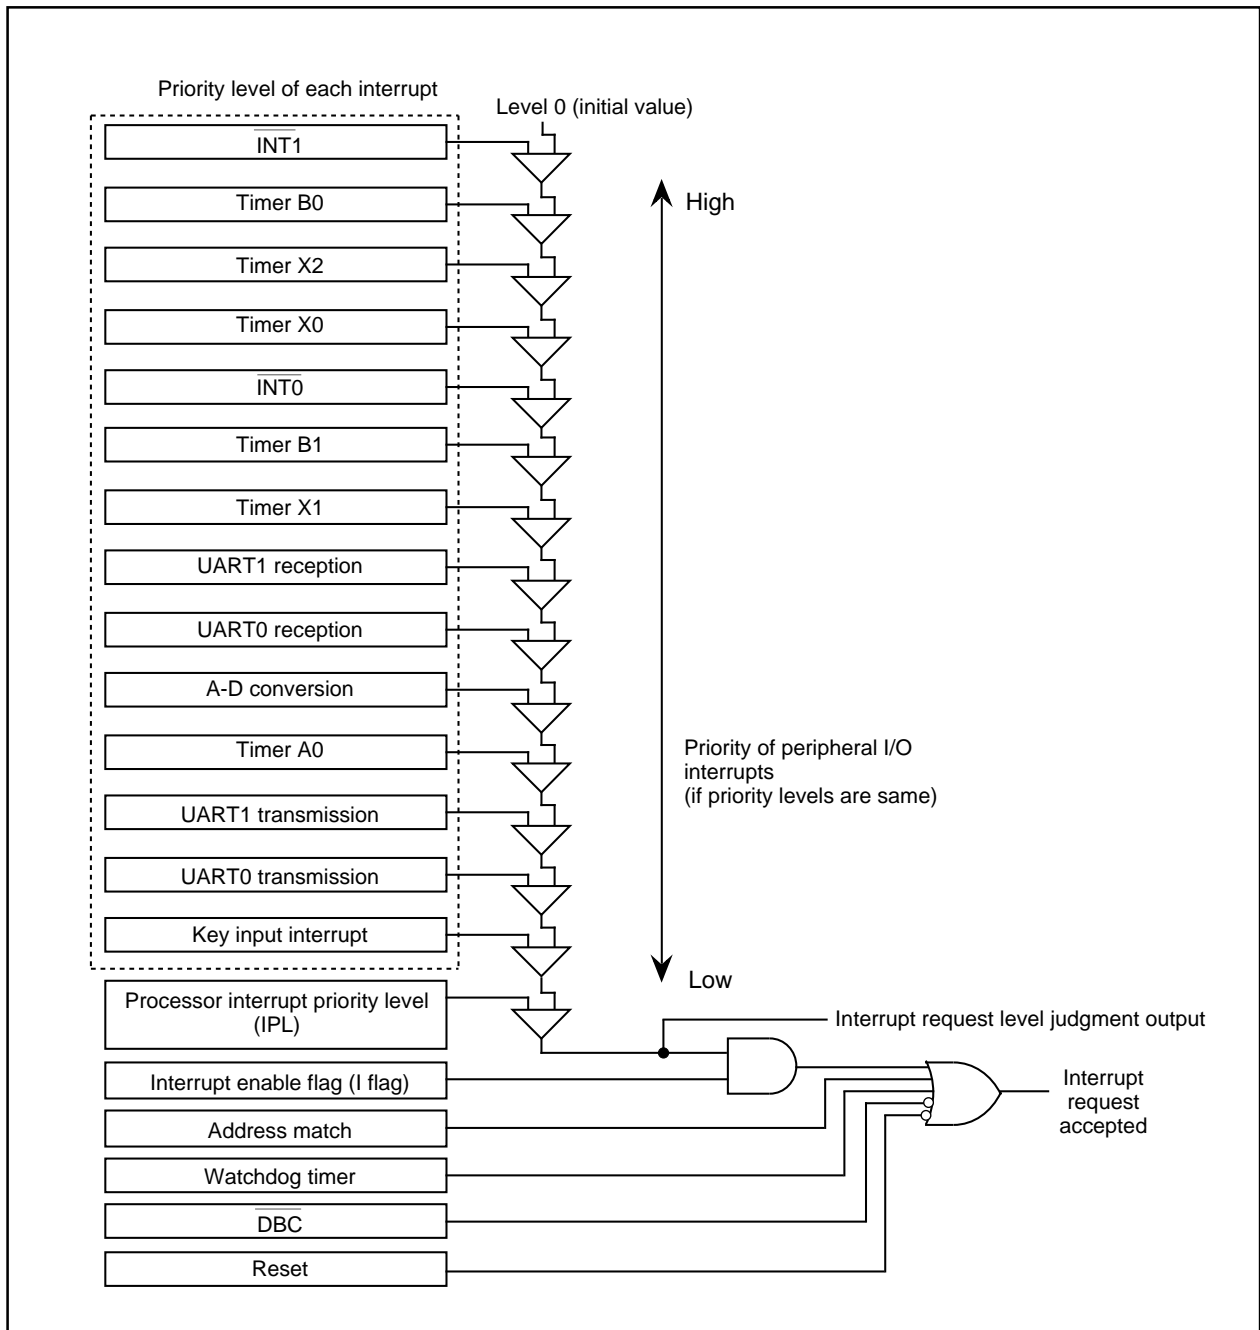 Priority level of each interrupt
Level 0 (initial value)
INT1
High
Timer B0
Timer X2
Timer X0
INT0
Timer B1
Timer X1
UART1 reception
UART0 reception
A-D conversion
Timer A0
Priority of peripheral I/O
interrupts
(if priority levels are same)
UART1 transmission
UART0 transmission
Key input interrupt
Low
Processor interrupt priority level
(IPL)
Interrupt request level judgment output
Interrupt enable flag (I flag)
Interrupt
request
accepted
Address match
Watchdog timer
DBC
Reset